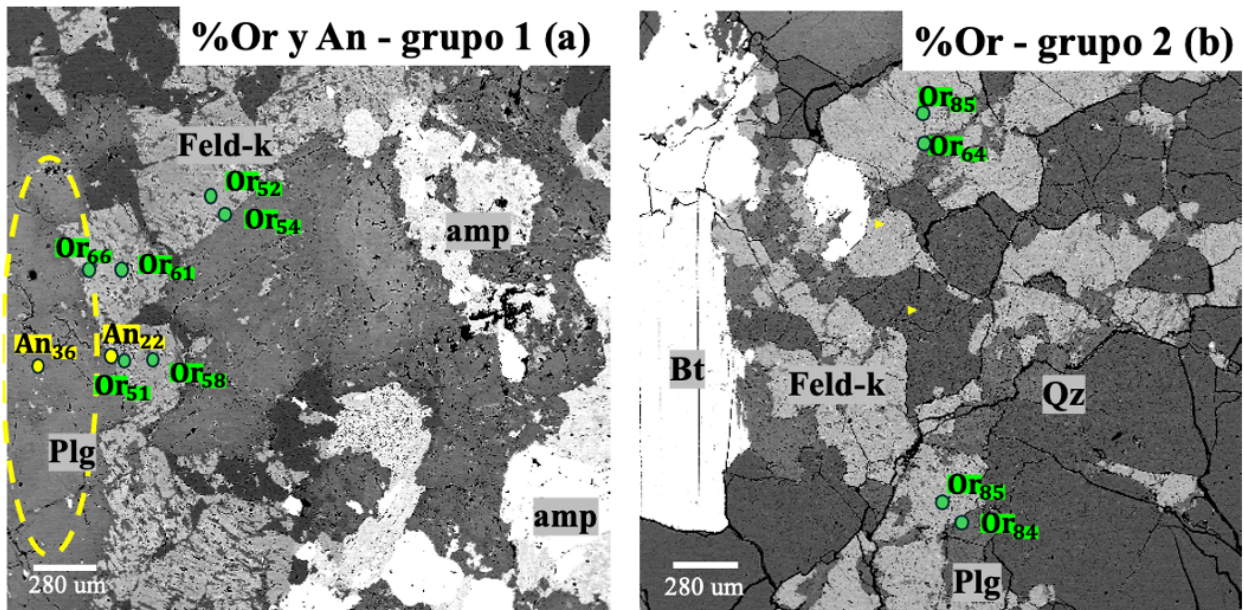 %Or y An - grupo 1 (a)
Feld-k
Or52
Or54
amp
Or66
Or61
An36
An22
Or51
Or58
Plg
amp
280 um
%Or - grupo 2 (b)
Or85
Or64
Bt
Feld-k
Qz
Or85
Or84
Plg
280 um